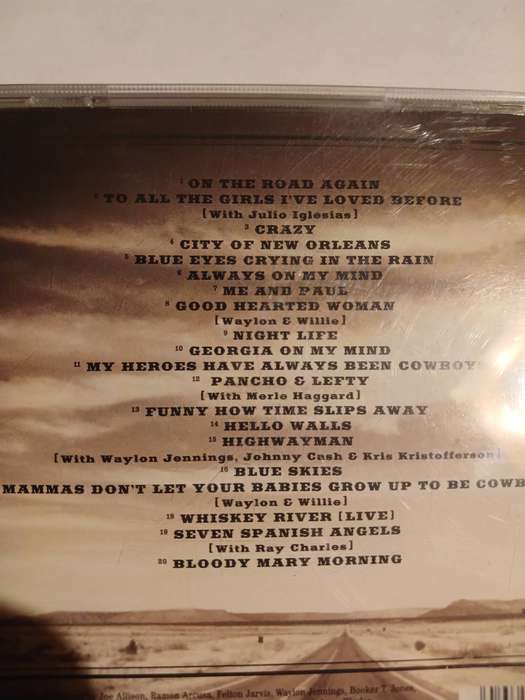 1 ON THE ROAD AGAIN
2 TO ALL THE GIRLS I'VE LOVED BEFORE
[With Julio Iglesias]
3 CRAZY
4 CITY OF NEW ORLEANS
5 BLUE EYES CRYING IN THE RAIN
6 ALWAYS ON MY MIND
7 ME AND PAUL
8 GOOD HEARTED WOMAN
[Waylon & Willie]
9 NIGHT LIFE
10 GEORGIA ON MY MIND
11 MY HEROES HAVE ALWAYS BEEN COWBOYS
12 PANCHO & LEFTY
[With Merle Haggard]
13 FUNNY HOW TIME SLIPS AWAY
14 HELLO WALLS
15 HIGHWAYMAN
[With Waylon Jennings, Johnny Cash & Kris Kristofferson]
16 BLUE SKIES
MAMMAS DON'T LET YOUR BABIES GROW UP TO BE COWB
[Waylon & Willie]
18 WHISKEY RIVER [LIVE]
19 SEVEN SPANISH ANGELS
[With Ray Charles]
20 BLOODY MARY MORNING
Joe Allison, Ramon Arcusa, Felton Jarvis, Waylon Jennings, Booker T. Jones,